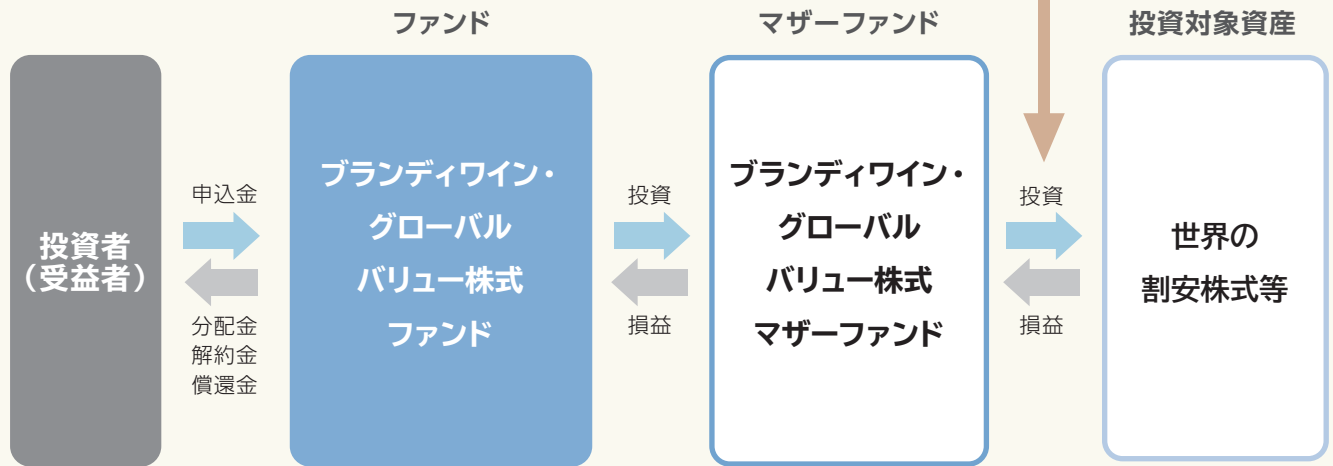 ファンド
マザーファンド
投資対象資産
投資者
（受益者）
申込金
分配金
解約金
償還金
ブランディワイン・
グローバル
バリュー株式
ファンド
投資
損益
ブランディワイン・
グローバル
バリュー株式
マザーファンド
投資
損益
世界の
割安株式等